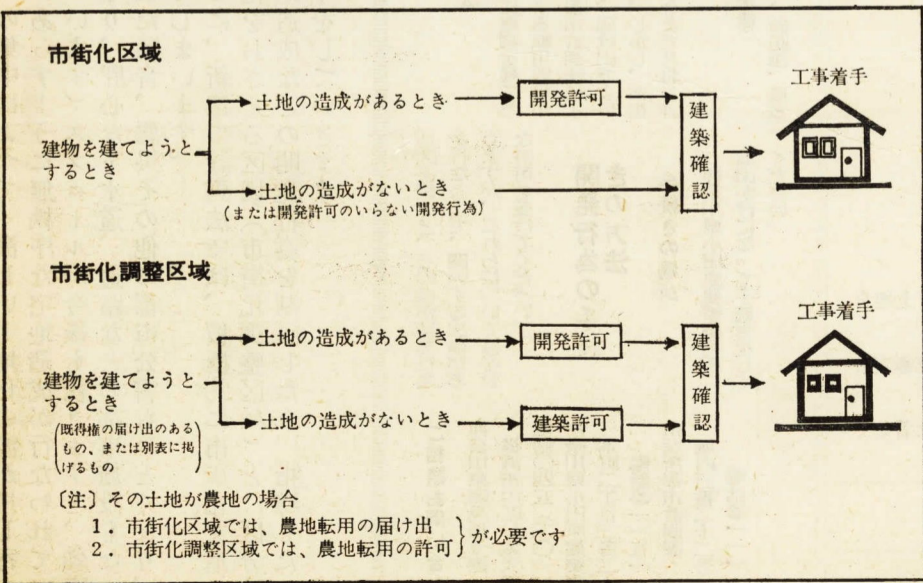 市街化区域
工事着手
土地の造成があるとき
開発許可
建築確認
建物を建てようと
するとき
土地の造成がないとき
(または開発許可のいらない開発行為)
市街化調整区域
工事着手
土地の造成があるとき
開発許可
建築確認
建物を建てようと
するとき
(既得権の届け出のある
もの、または別表に掲
げるもの)
土地の造成がないとき
建築許可
〔注〕その土地が農地の場合
1．市街化区域では、農地転用の届け出
2．市街化調整区域では、農地転用の許可
が必要です